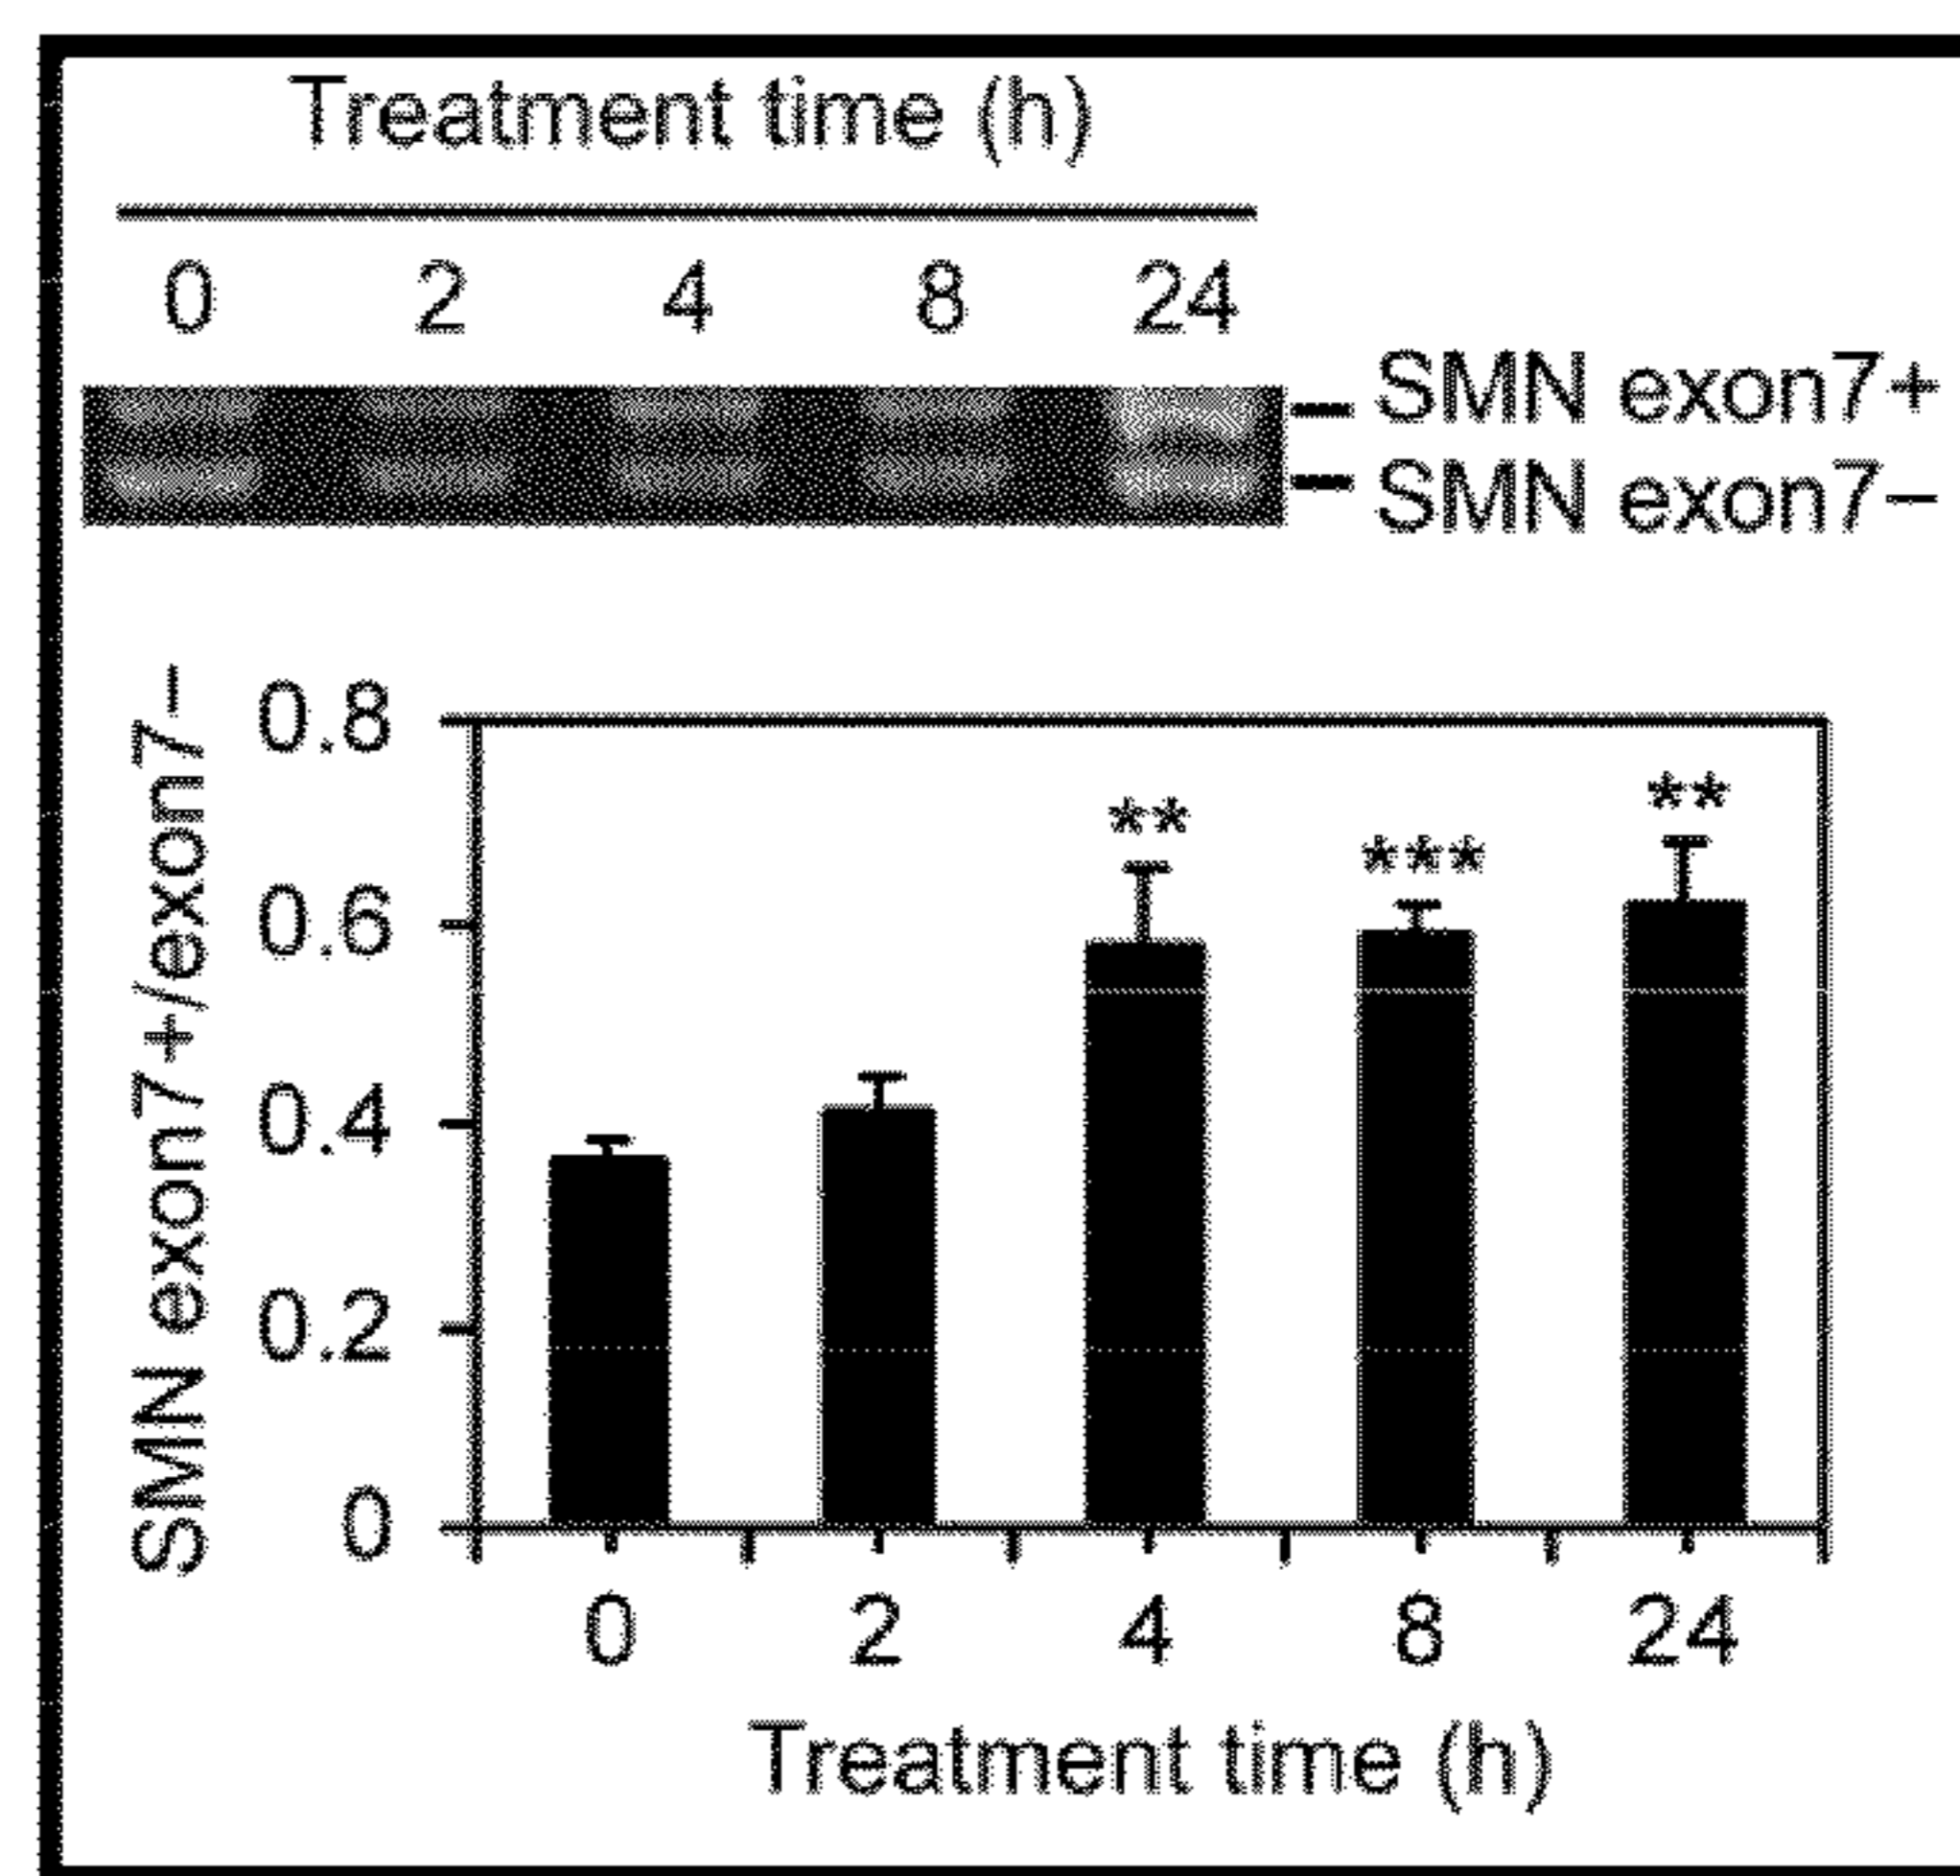 Treatment time (h)
0 2 4 8 24
SMN exon7+
SMN exon7−
SMN exon7+/exon7−
0.8
0.6
0.4
0.2
0
**
***
**
0 2 4 8 24
Treatment time (h)